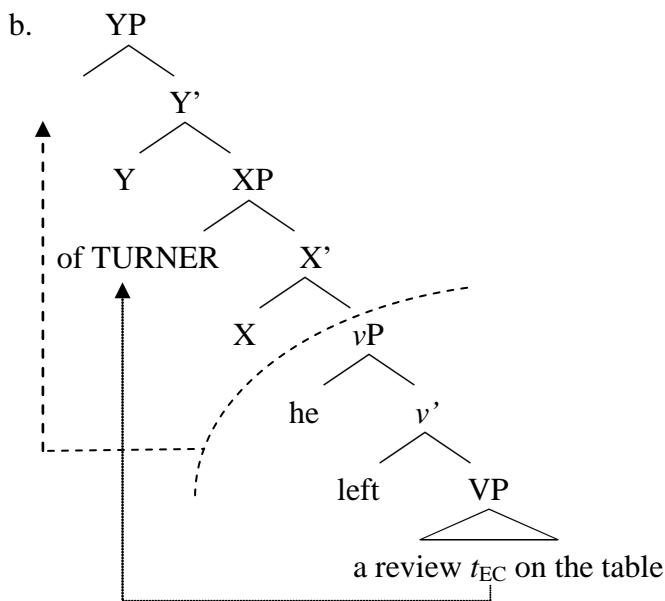 b. YP
Y’
Y XP
of TURNER X’
X vP
he v’
left VP
a review tEC on the table